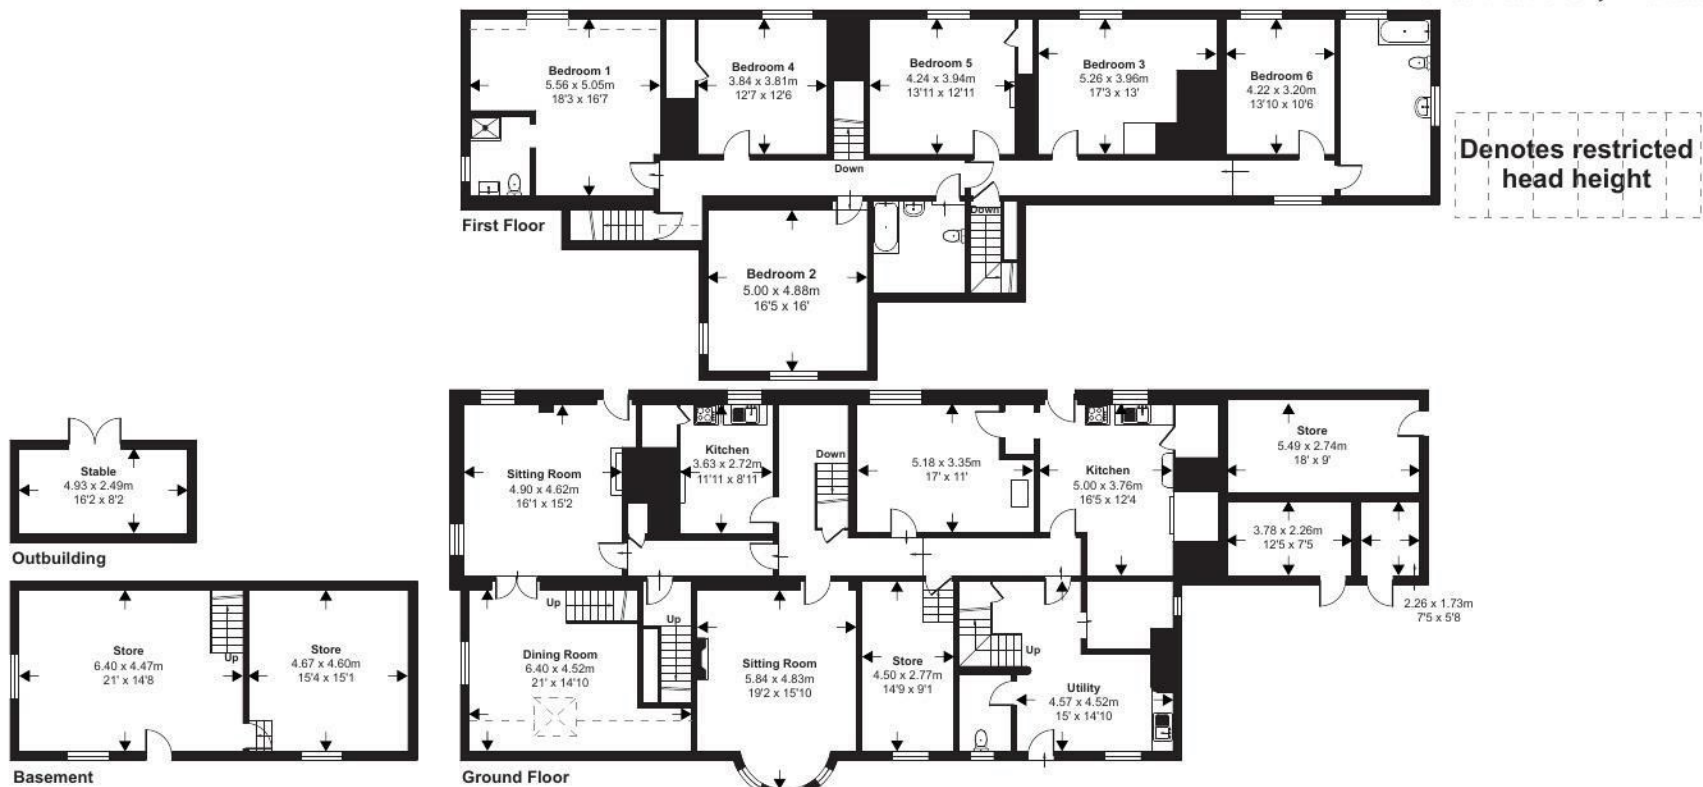 Bedroom 1
5.56 x 5.05m
18'3 x 16'7
Bedroom 4
3.84 x 3.81m
12'7 x 12'6
Bedroom 5
4.24 x 3.94m
13'11 x 12'11
Bedroom 3
5.26 x 3.96m
17'3 x 13'
Bedroom 6
4.22 x 3.20m
13'10 x 10'6
Denotes restricted
head height
Down
Down
First Floor
Bedroom 2
5.00 x 4.88m
16'5 x 16'
Stable
4.93 x 2.49m
16'2 x 8'2
Outbuilding
Sitting Room
4.90 x 4.62m
16'1 x 15'2
Kitchen
3.63 x 2.72m
11'11 x 8'11
Down
5.18 x 3.35m
17' x 11'
Kitchen
5.00 x 3.76m
16'5 x 12'4
Store
5.49 x 2.74m
18' x 9'
3.78 x 2.26m
12'5 x 7'5
2.26 x 1.73m
7'5 x 5'8
Store
6.40 x 4.47m
21' x 14'8
Up
Store
4.67 x 4.60m
15'4 x 15'1
Basement
Up
Dining Room
6.40 x 4.52m
21' x 14'10
Up
Sitting Room
5.84 x 4.83m
19'2 x 15'10
Store
4.50 x 2.77m
14'9 x 9'1
Up
Utility
4.57 x 4.52m
15' x 14'10
Ground Floor